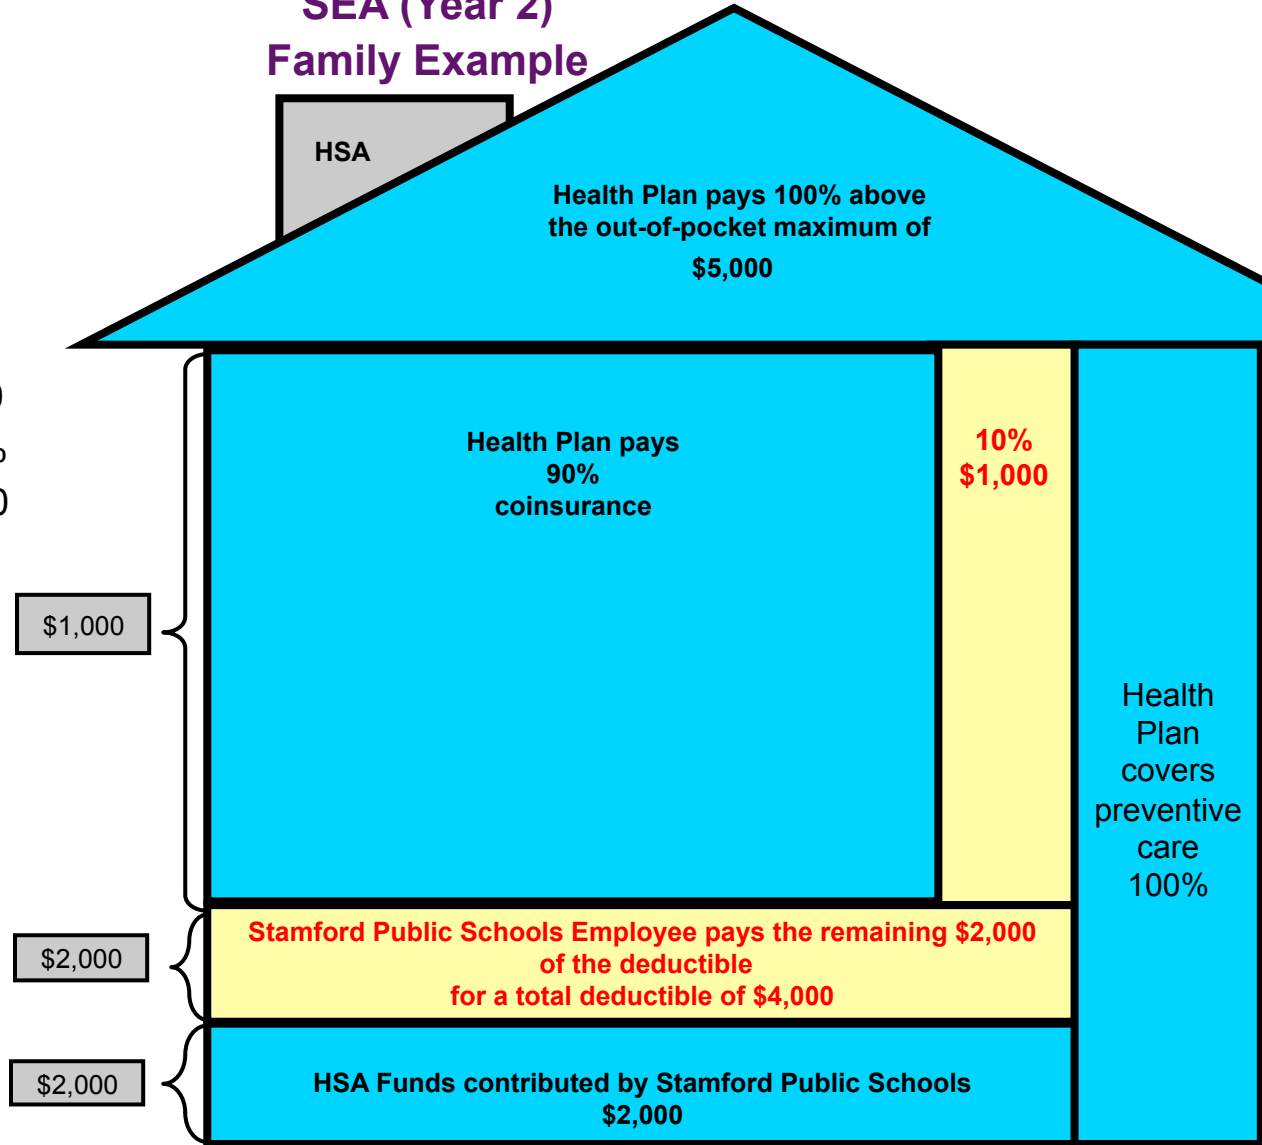 SEA (Year 2)
Family Example
HSA
Health Plan pays 100% above
the out-of-pocket maximum of
$5,000
Health Plan pays
90%
coinsurance
10%
$1,000
$1,000
Health
Plan
covers
preventive
care
100%
Stamford Public Schools Employee pays the remaining $2,000
of the deductible
for a total deductible of $4,000
$2,000
HSA Funds contributed by Stamford Public Schools
$2,000
$2,000